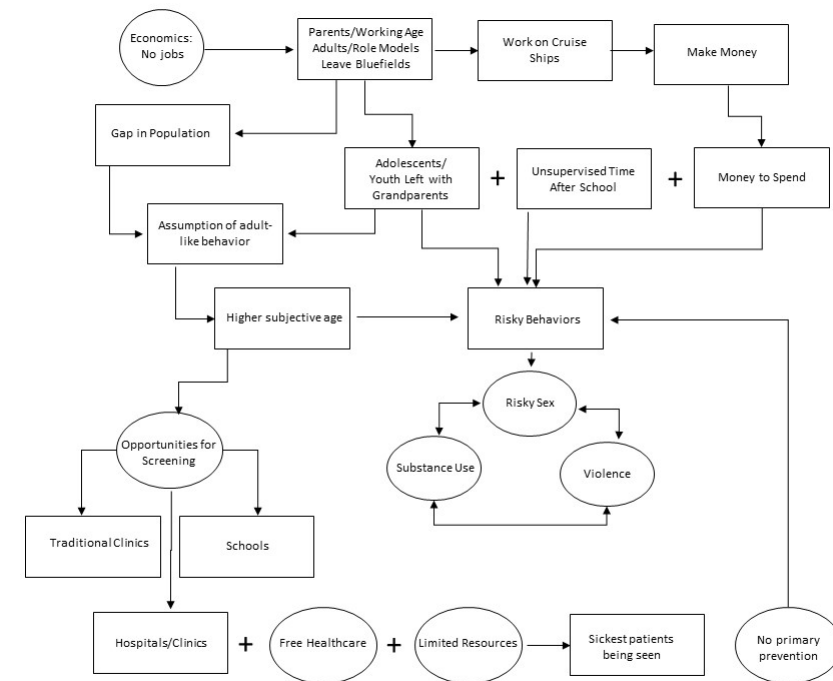 Economics:
No jobs
Parents/Working Age
Adults/Role Models
Leave Bluefields
Work on Cruise
Ships
Make Money
Gap in Population
Adolescents/
Youth Left with
Grandparents
+
Unsupervised Time
After School
+
Money to Spend
Assumption of adult-
like behavior
Higher subjective age
Risky Behaviors
Risky Sex
Opportunities for
Screening
Substance Use
Violence
Traditional Clinics
Schools
Hospitals/Clinics
+
Free Healthcare
+
Limited Resources
Sickest patients
being seen
No primary
prevention